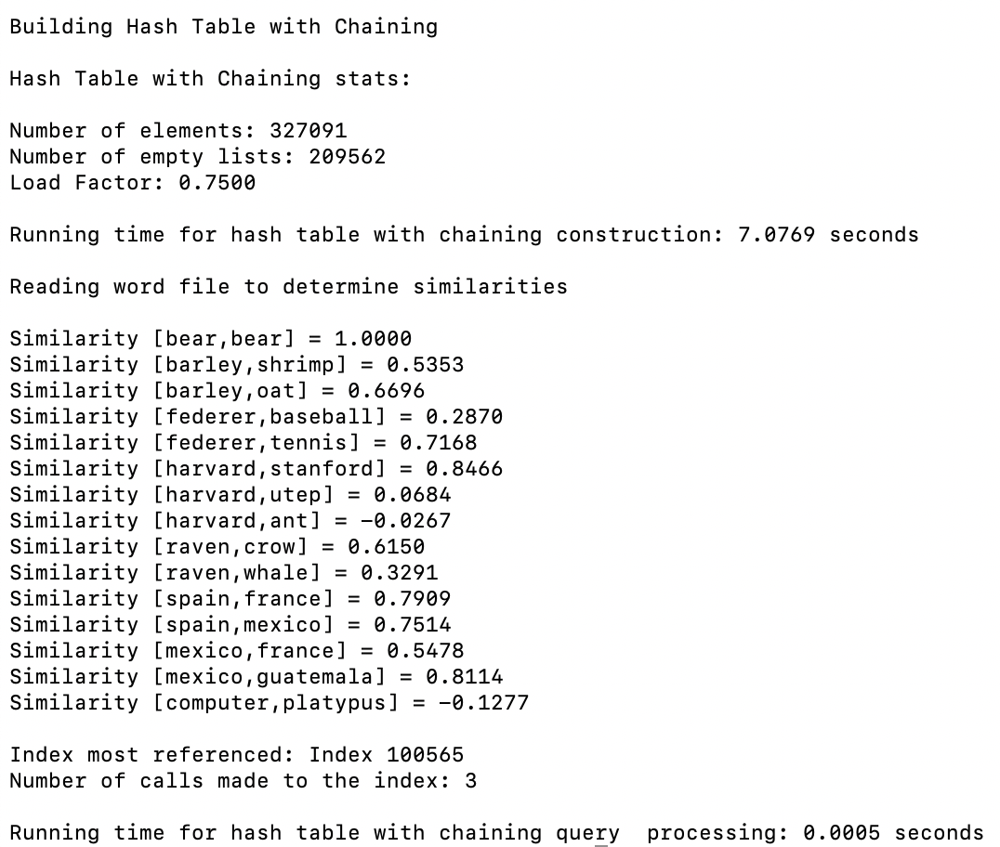 Building Hash Table with Chaining
Hash Table with Chaining stats:
Number of elements: 327091
Number of empty lists: 209562
Load Factor: 0.7500
Running time for hash table with chaining construction: 7.0769 seconds
Reading word file to determine similarities
Similarity [bear,bear] = 1.0000
Similarity [barley,shrimp] = 0.5353
Similarity [barley,oat] = 0.6696
Similarity [federer,baseball] = 0.2870
Similarity [federer,tennis] = 0.7168
Similarity [harvard,stanford] = 0.8466
Similarity [harvard,utep] = 0.0684
Similarity [harvard,ant] = -0.0267
Similarity [raven,crow] = 0.6150
Similarity [raven,whale] = 0.3291
Similarity [spain,france] = 0.7909
Similarity [spain,mexico] = 0.7514
Similarity [mexico,france] = 0.5478
Similarity [mexico,guatemala] = 0.8114
Similarity [computer,platypus] = -0.1277
Index most referenced: Index 100565
Number of calls made to the index: 3
Running time for hash table with chaining query  processing: 0.0005 seconds